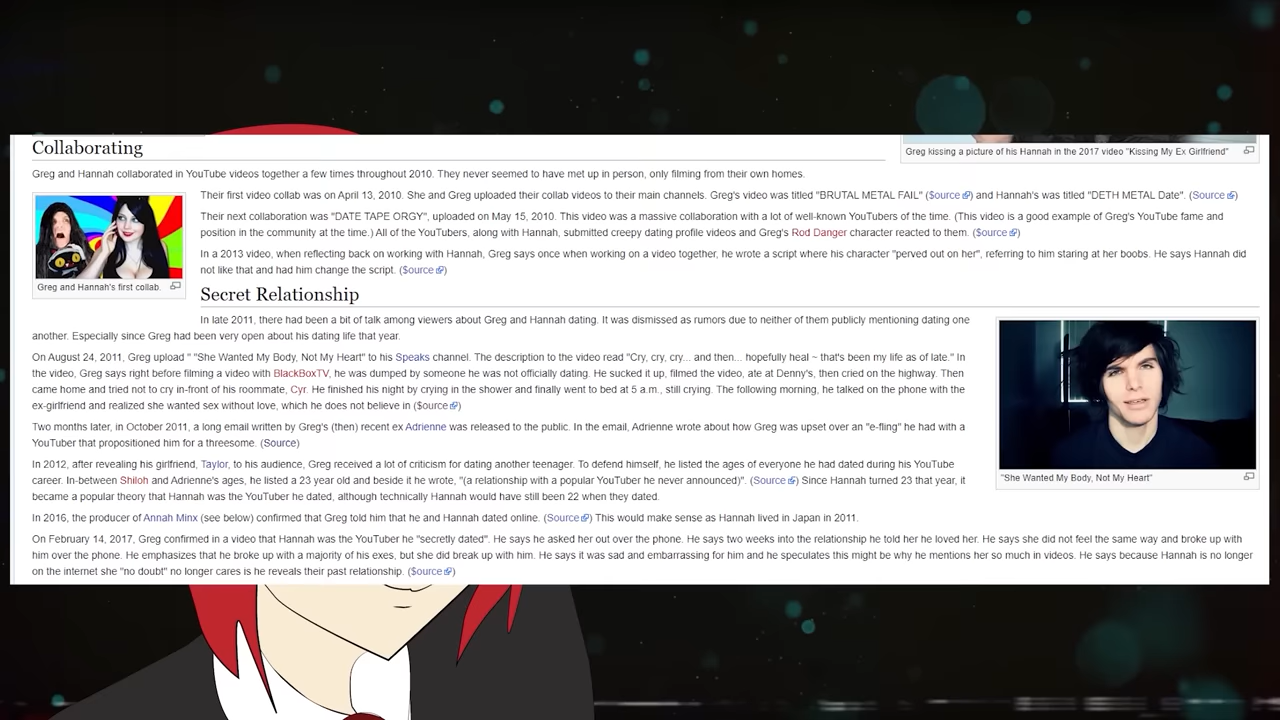 Collaborating
Greg kissing a picture of his Hannah in the 2017 video "Kissing My Ex Girlfriend"
Greg and Hannah collaborated in YouTube videos together a few times throughout 2010. They never seemed to have met up in person, only filming from their own homes.
Their first video collab was on April 13, 2010. She and Greg uploaded their collab videos to their main channels. Greg's video was titled "BRUTAL METAL FAIL" ($ource) and Hannah's was titled "DETH METAL Date". (Source)
Their next collaboration was "DATE TAPE ORGY", uploaded on May 15, 2010. This video was a massive collaboration with a lot of well-known YouTubers of the time. (This video is a good example of Greg's YouTube fame and
position in the community at the time.) All of the YouTubers, along with Hannah, submitted creepy dating profile videos and Greg's Rod Danger character reacted to them. ($ource)
In a 2013 video, when reflecting back on working with Hannah, Greg says once when working on a video together, he wrote a script where his character "perved out on her", referring to him staring at her boobs. He says Hannah did
not like that and had him change the script. ($ource)
Greg and Hannah's first collab.
Secret Relationship
In late 2011, there had been a bit of talk among viewers about Greg and Hannah dating. It was dismissed as rumors due to neither of them publicly mentioning dating one
another. Especially since Greg had been very open about his dating life that year.
On August 24, 2011, Greg upload " "She Wanted My Body, Not My Heart" to his Speaks channel. The description to the video read "Cry, cry, cry... and then... hopefully heal ~ that's been my life as of late." In
the video, Greg says right before filming a video with BlackBoxTV, he was dumped by someone he was not officially dating. He sucked it up, filmed the video, ate at Denny's, then cried on the highway. Then
came home and tried not to cry in-front of his roommate, Cyr. He finished his night by crying in the shower and finally went to bed at 5 a.m., still crying. The following morning, he talked on the phone with the
ex-girlfriend and realized she wanted sex without love, which he does not believe in ($ource)
Two months later, in October 2011, a long email written by Greg's (then) recent ex Adrienne was released to the public. In the email, Adrienne wrote about how Greg was upset over an "e-fling" he had with a
YouTuber that propositioned him for a threesome. (Source)
In 2012, after revealing his girlfriend, Taylor, to his audience, Greg received a lot of criticism for dating another teenager. To defend himself, he listed the ages of everyone he had dated during his YouTube
career. In-between Shiloh and Adrienne's ages, he listed a 23 year old and beside it he wrote, "(a relationship with a popular YouTuber he never announced)". (Source) Since Hannah turned 23 that year, it
became a popular theory that Hannah was the YouTuber he dated, although technically Hannah would have still been 22 when they dated.
"She Wanted My Body, Not My Heart"
In 2016, the producer of Annah Minx (see below) confirmed that Greg told him that he and Hannah dated online. (Source) This would make sense as Hannah lived in Japan in 2011.
On February 14, 2017, Greg confirmed in a video that Hannah was the YouTuber he "secretly dated". He says he asked her out over the phone. He says two weeks into the relationship he told her he loved her. He says she did not feel the same way and broke up with
him over the phone. He emphasizes that he broke up with a majority of his exes, but she did break up with him. He says it was sad and embarrassing for him and he speculates this might be why he mentions her so much in videos. He says because Hannah is no longer
on the internet she "no doubt" no longer cares is he reveals their past relationship. ($ource)